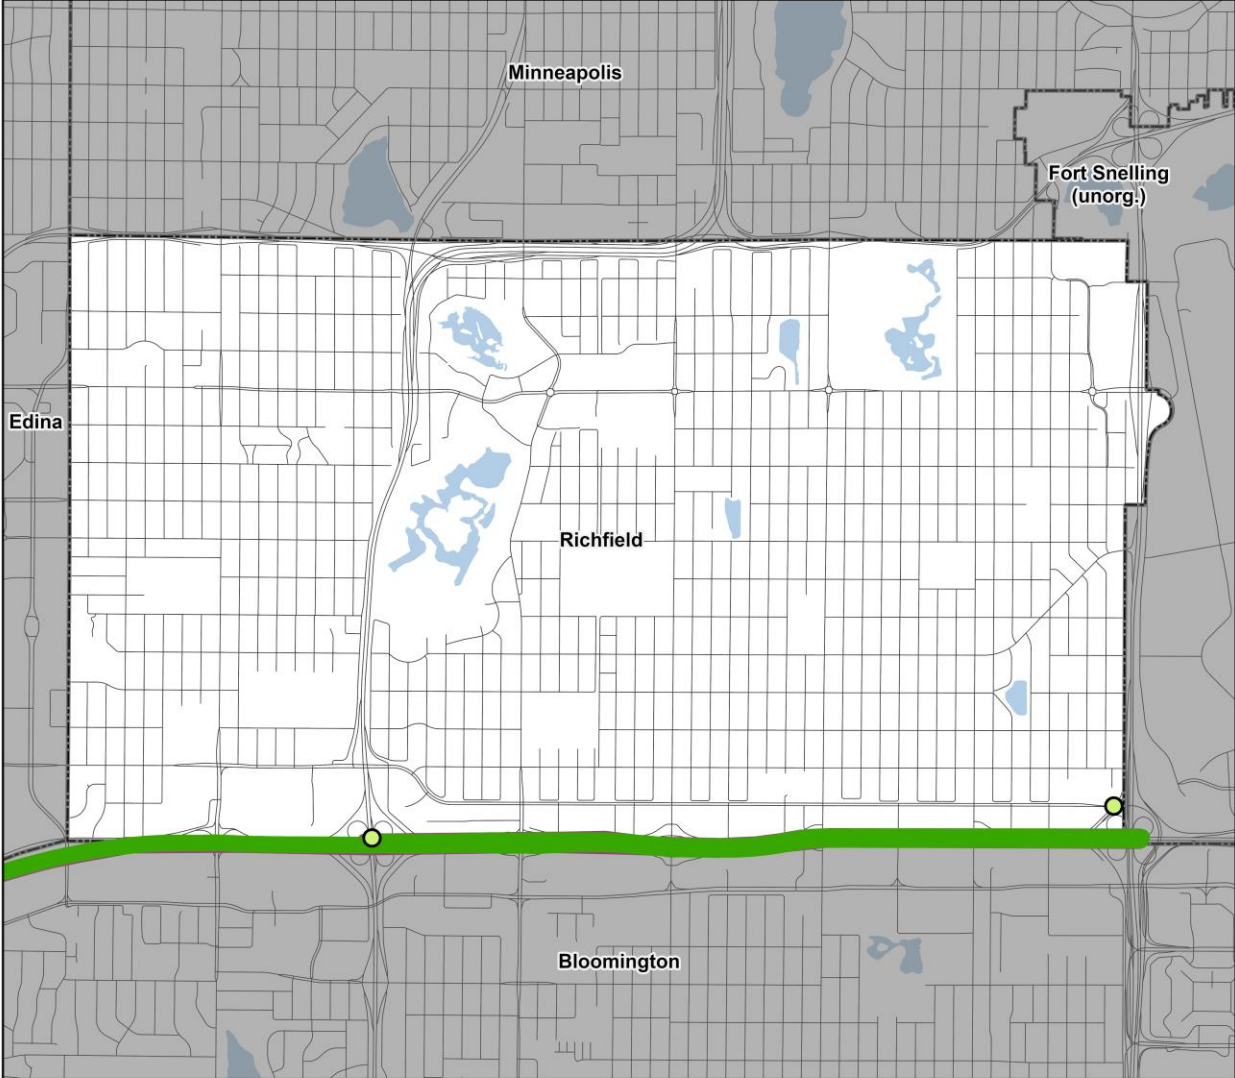 Minneapolis
Fort Snelling
(unorg.)
Edina
Richfield
Bloomington